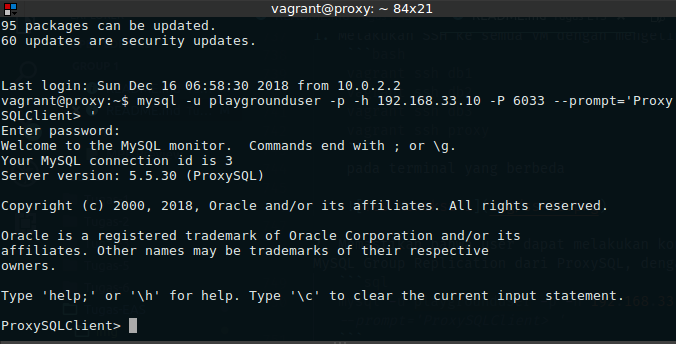 vagrant@proxy: ~ 84x21
95 packages can be updated.
60 updates are security updates.
Last login: Sun Dec 16 06:58:30 2018 from 10.0.2.2
vagrant@proxy:~$ mysql -u playgrounduser -p -h 192.168.33.10 -P 6033 --prompt='Proxy
SQLClient> '
Enter password:
Welcome to the MySQL monitor.  Commands end with ; or \g.
Your MySQL connection id is 3
Server version: 5.5.30 (ProxySQL)
Copyright (c) 2000, 2018, Oracle and/or its affiliates. All rights reserved.
Oracle is a registered trademark of Oracle Corporation and/or its
affiliates. Other names may be trademarks of their respective
owners.
Type 'help;' or '\h' for help. Type '\c' to clear the current input statement.
ProxySQLClient>